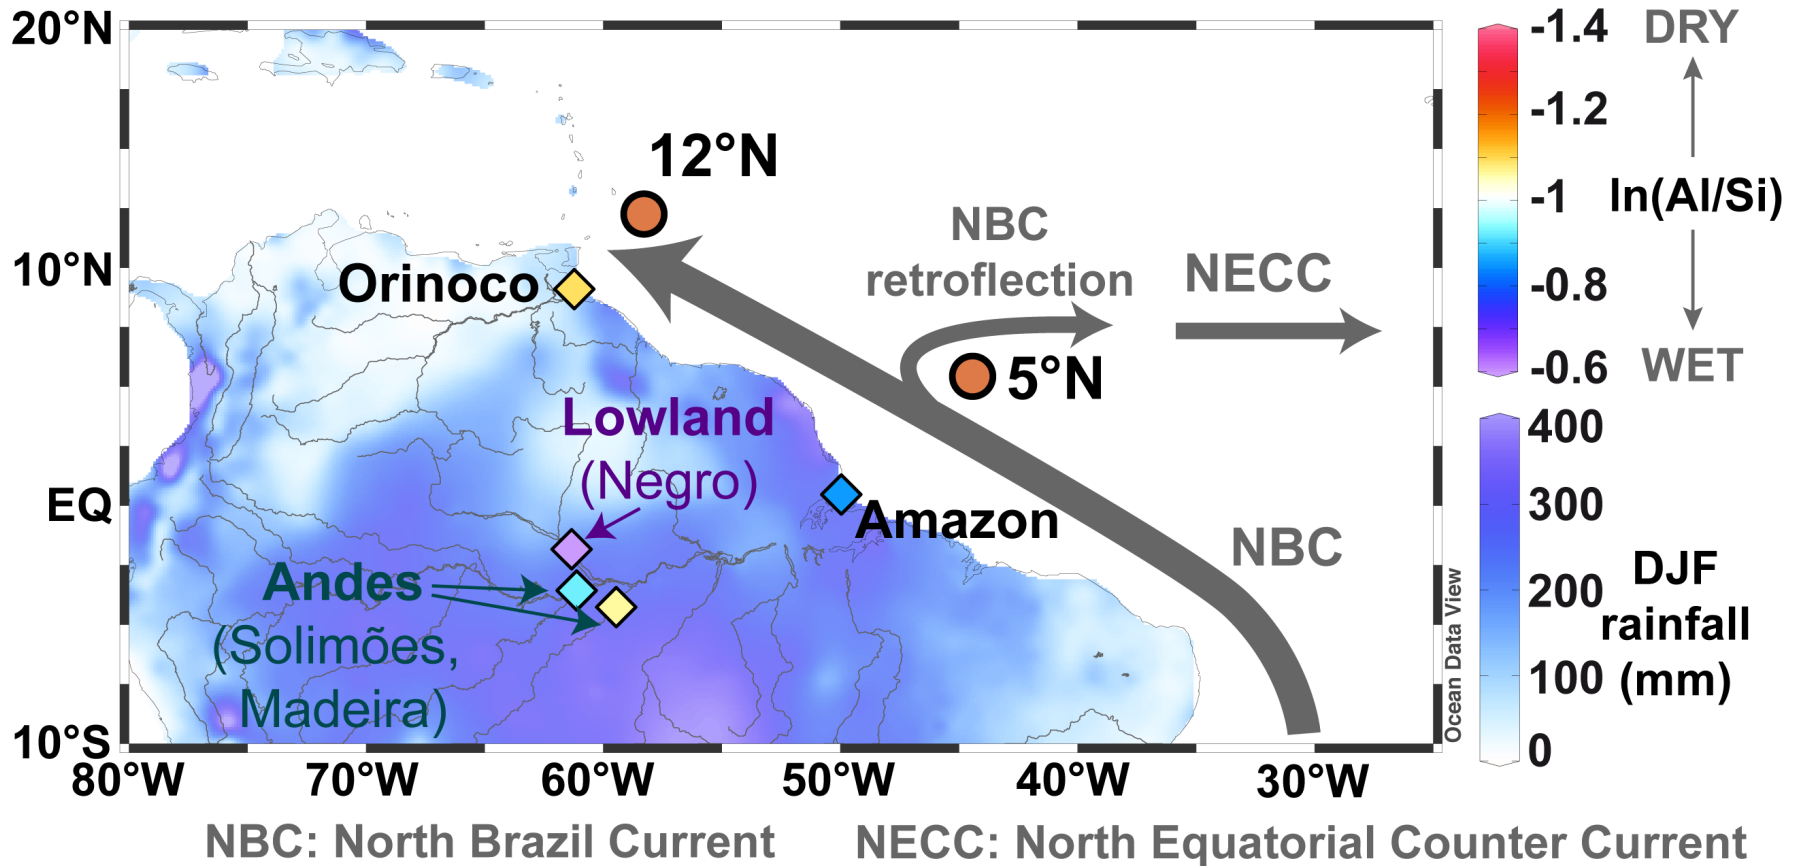 20°N
10°N
EQ
10°S
80°W
70°W
60°W
50°W
40°W
30°W
12°N
5°N
NBC
retroflection
NECC
NBC
Orinoco
Lowland
(Negro)
Amazon
Andes
(Solimões,
Madeira)
Ocean Data View
-1.4
-1.2
-1
-0.8
-0.6
DRY
ln(Al/Si)
WET
400
300
200
100
0
DJF
rainfall
(mm)
NBC: North Brazil Current
NECC: North Equatorial Counter Current